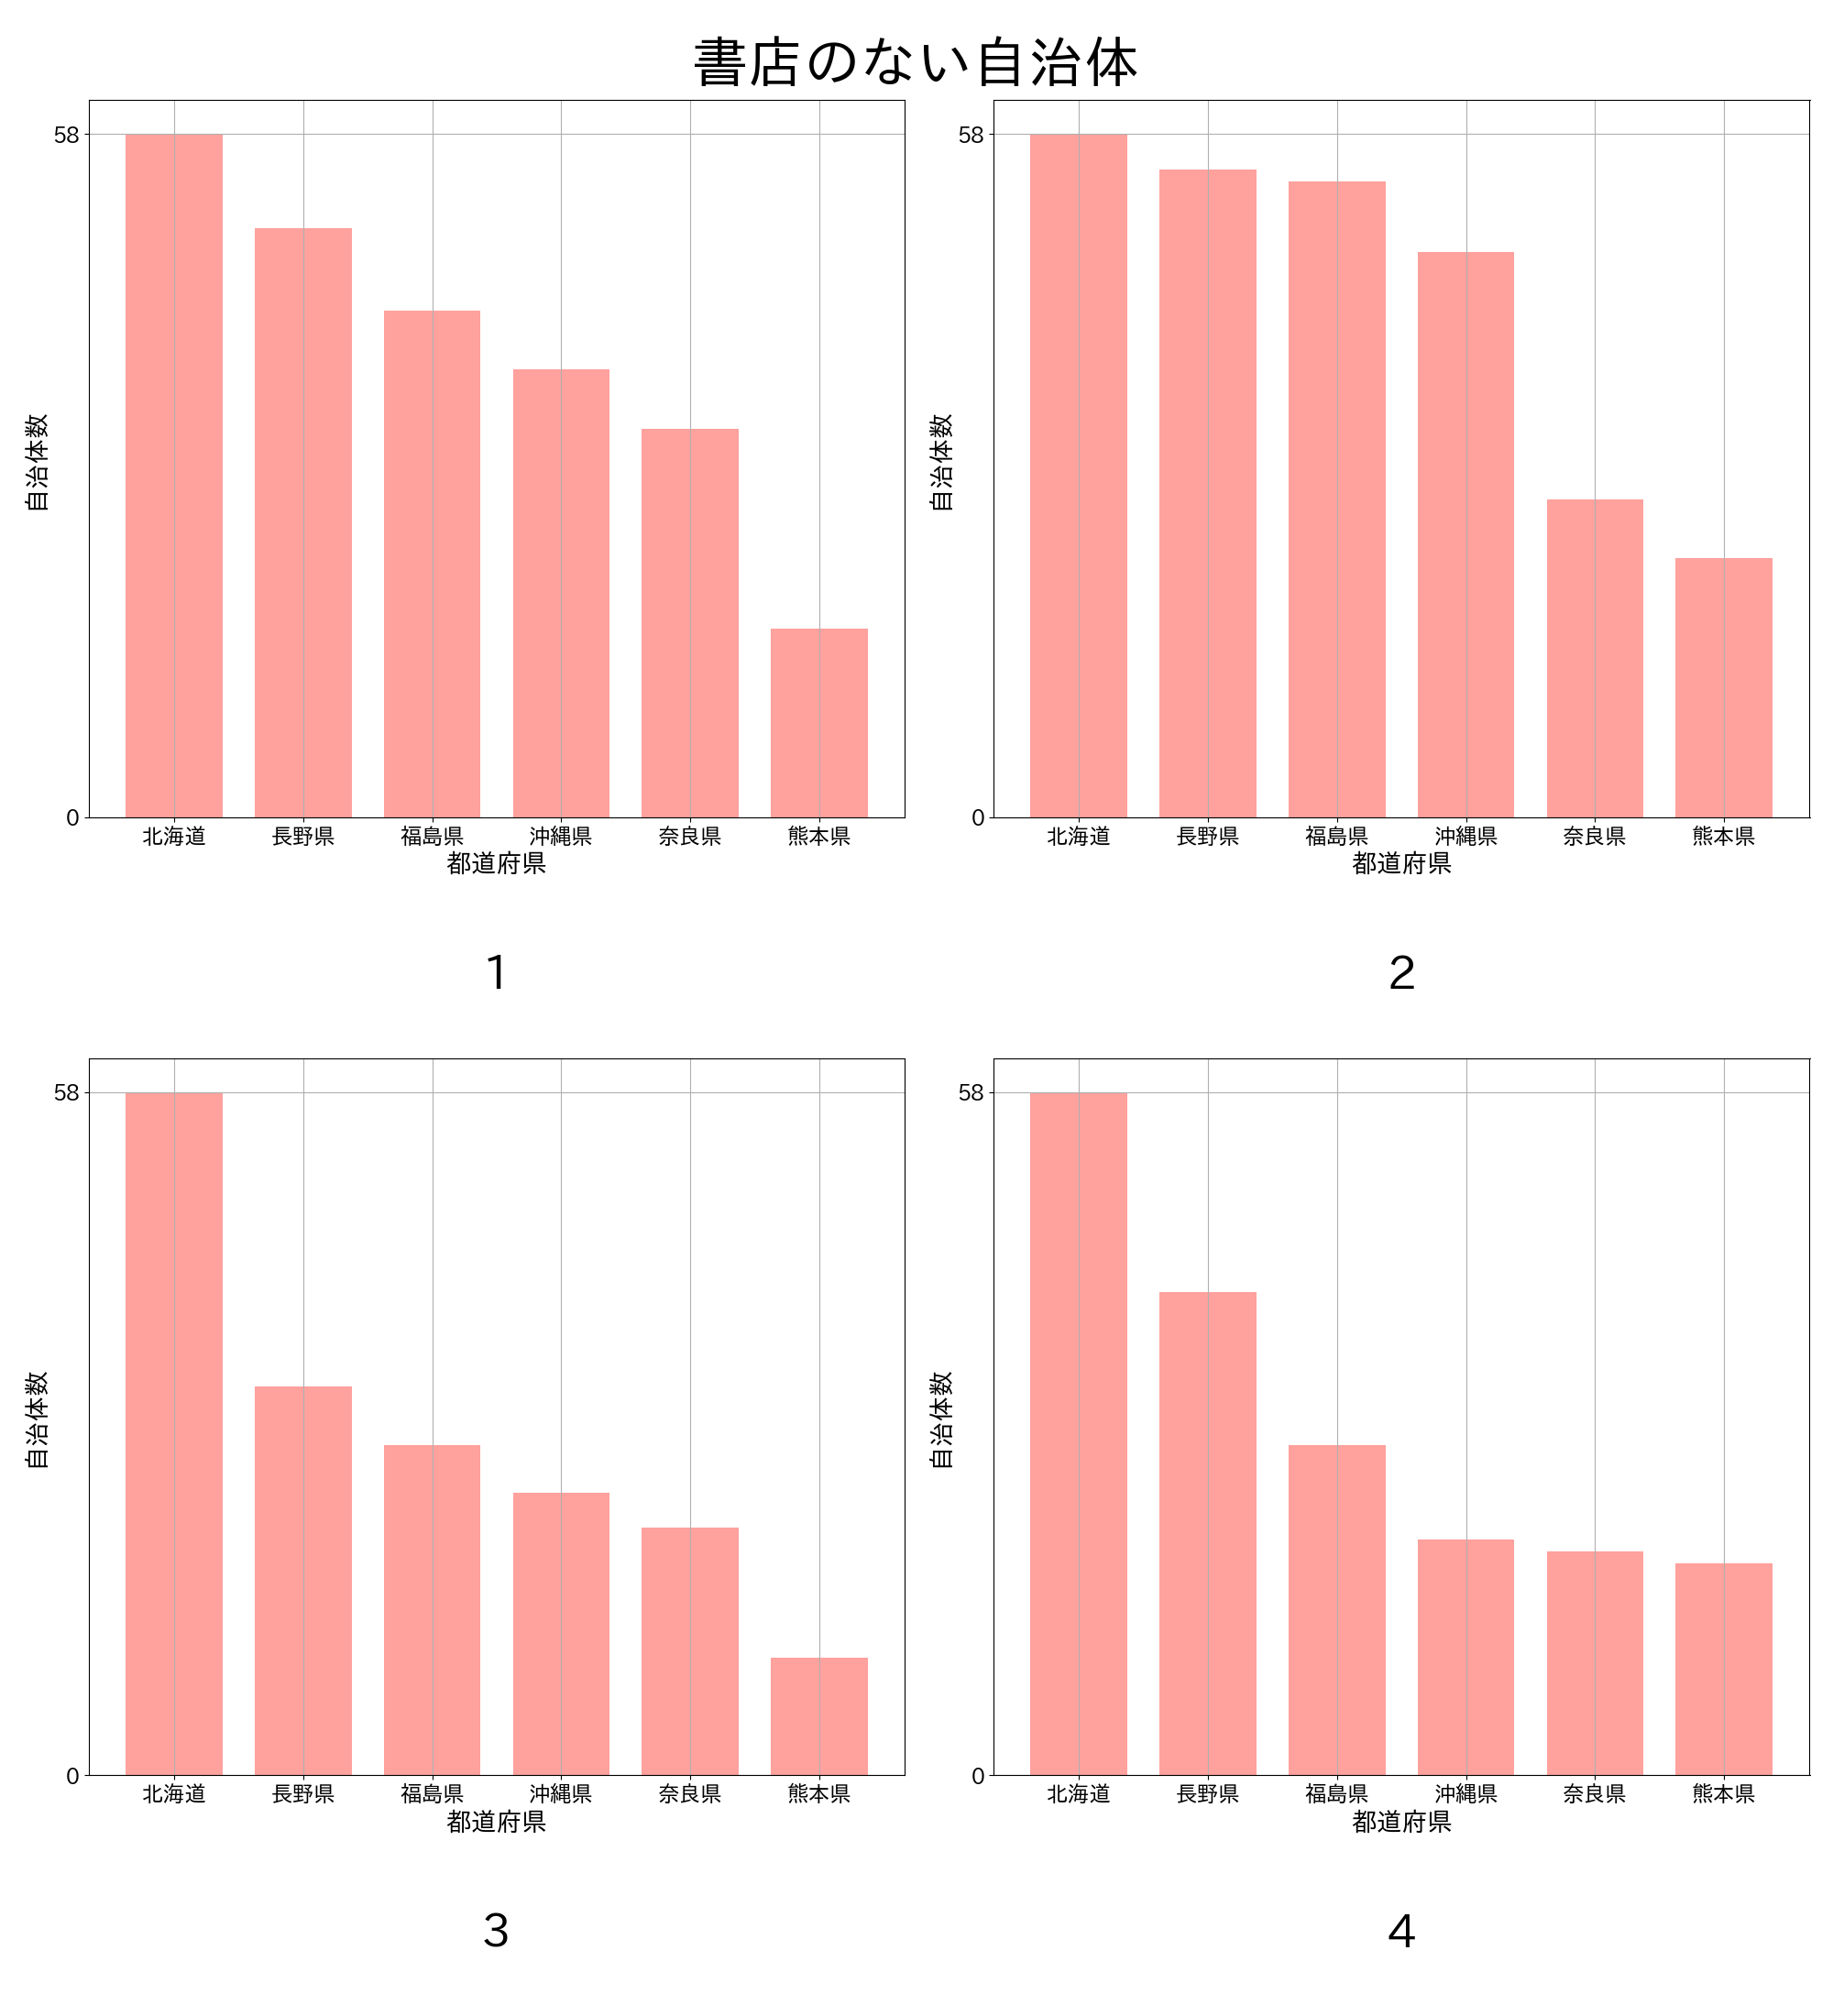 書店のない自治体
58
0
自治体数
北海道 長野県 福島県 沖縄県 奈良県 熊本県
都道府県
1
58
0
自治体数
北海道 長野県 福島県 沖縄県 奈良県 熊本県
都道府県
2
58
0
自治体数
北海道 長野県 福島県 沖縄県 奈良県 熊本県
都道府県
3
58
0
自治体数
北海道 長野県 福島県 沖縄県 奈良県 熊本県
都道府県
4